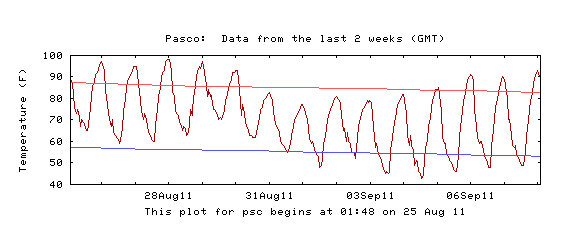 Pasco:  Data from the last 2 weeks (GMT)
Temperature (F)
100
90
80
70
60
50
40
28Aug11 31Aug11 03Sep11 06Sep11
This plot for psc begins at 01:48 on 25 Aug 11